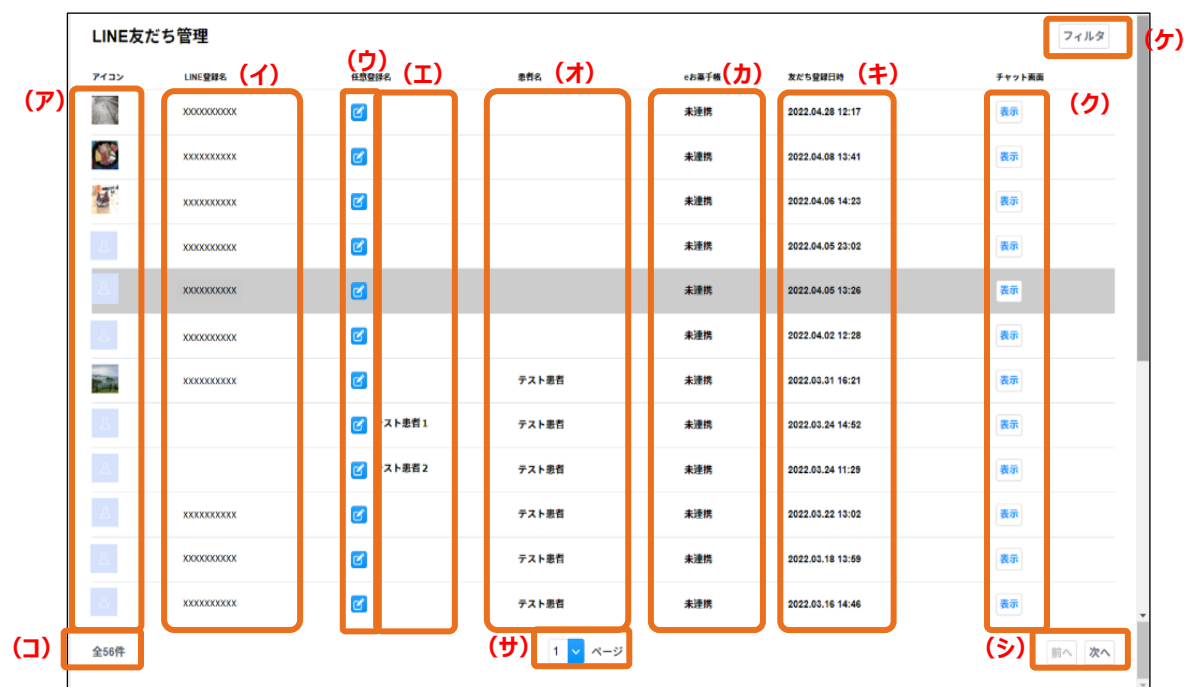 LINE友だち管理
フィルタ
(ケ)
アイコン LINE登録名 (イ) (ウ) 任意登録名 (エ) 患者名 (オ) eお薬手帳 (カ) 友だち登録日時 (キ) チャット画面
(ア) (ク)
XXXXXXXXXX 未連携 2022.04.28 12:17 表示
XXXXXXXXXX 未連携 2022.04.08 13:41 表示
XXXXXXXXXX 未連携 2022.04.06 14:23 表示
XXXXXXXXXX 未連携 2022.04.05 23:02 表示
XXXXXXXXXX 未連携 2022.04.05 13:26 表示
XXXXXXXXXX 未連携 2022.04.02 12:28 表示
XXXXXXXXXX テスト患者 未連携 2022.03.31 16:21 表示
テスト患者1 テスト患者 未連携 2022.03.24 14:52 表示
テスト患者2 テスト患者 未連携 2022.03.24 11:29 表示
XXXXXXXXXX テスト患者 未連携 2022.03.22 13:02 表示
XXXXXXXXXX テスト患者 未連携 2022.03.18 13:59 表示
XXXXXXXXXX テスト患者 未連携 2022.03.16 14:46 表示
(コ) 全56件 (サ) 1 ページ (シ) 前へ 次へ